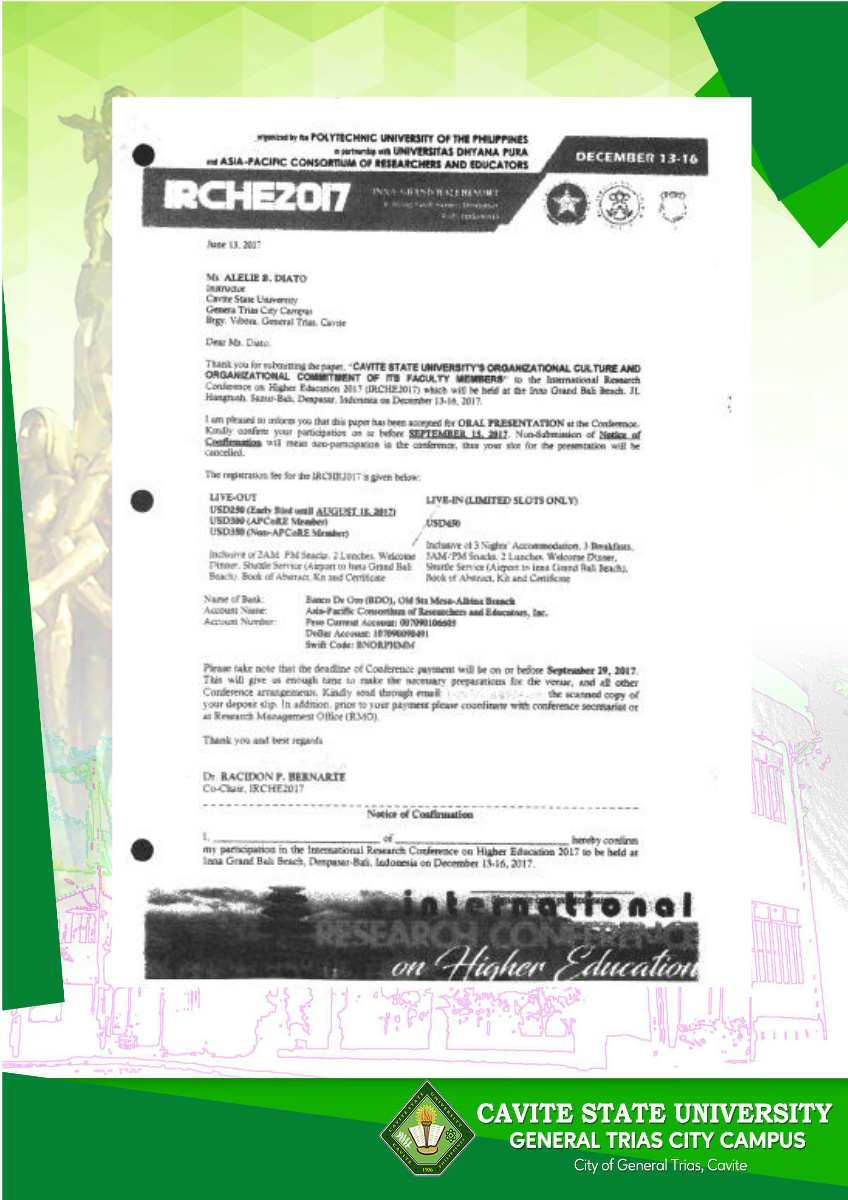 organized by the POLYTECHNIC UNIVERSITY OF THE PHILIPPINES
in partnership with UNIVERSITAS DHYANA PURA
and ASIA-PACIFIC CONSORTIUM OF RESEARCHERS AND EDUCATORS
DECEMBER 13-16
IRCHE2017
INNA GRAND BALI BEACH RESORT
June 13, 2017
Ms. ALELIE B. DIATO
Instructor
Cavite State University
Genera Trias City Campus
Brgy. Vibora, General Trias, Cavite
Dear Ms. Diato,
Thank you for submitting the paper, "CAVITE STATE UNIVERSITY'S ORGANIZATIONAL CULTURE AND
ORGANIZATIONAL COMMITMENT OF ITS FACULTY MEMBERS" to the International Research
Conference on Higher Education 2017 (IRCHE2017) which will be held at the Inna Grand Bali Beach, Jl.
Hangtuah, Sanur-Bali, Denpasar, Indonesia on December 13-16, 2017.
I am pleased to inform you that this paper has been accepted for ORAL PRESENTATION at the Conference.
Kindly confirm your participation on or before SEPTEMBER 15, 2017. Non-Submission of Notice of
Confirmation will mean non-participation in the conference, thus your slot for the presentation will be
cancelled.
The registration fee for the IRCHE2017 is given below:
LIVE-OUT
USD250 (Early Bird until AUGUST 18, 2017)
USD300 (APCoRE Member)
USD350 (Non-APCoRE Member)
Inclusive of 2AM /PM Snacks, 2 Lunches, Welcome
Dinner, Shuttle Service (Airport to Inna Grand Bali
Beach), Book of Abstract, Kit and Certificate
LIVE-IN (LIMITED SLOTS ONLY)
USD450
Inclusive of 3 Nights' Accommodation, 3 Breakfasts,
2AM/PM Snacks, 2 Lunches, Welcome Dinner,
Shuttle Service (Airport to Inna Grand Bali Beach),
Book of Abstract, Kit and Certificate
Name of Bank: Banco De Oro (BDO), Old Sta Mesa-Altura Branch
Account Name: Asia-Pacific Consortium of Researchers and Educators, Inc.
Account Number: Peso Current Account: 007090106605
Dollar Account: 107090098491
Swift Code: BNORPHMM
Please take note that the deadline of Conference payment will be on or before September 29, 2017.
This will give us enough time to make the necessary preparations for the venue, and all other
Conference arrangements. Kindly send through email the scanned copy of
your deposit slip. In addition, prior to your payment please coordinate with conference secretariat or
at Research Management Office (RMO).
Thank you and best regards
Dr. RACIDON P. BERNARTE
Co-Chair, IRCHE2017
Notice of Confirmation
I, of hereby confirm
my participation in the International Research Conference on Higher Education 2017 to be held at
Inna Grand Bali Beach, Denpasar-Bali, Indonesia on December 13-16, 2017.
international
RESEARCH CONFERENCE
on Higher Education
CAVITE STATE UNIVERSITY
GENERAL TRIAS CITY CAMPUS
City of General Trias, Cavite
1906